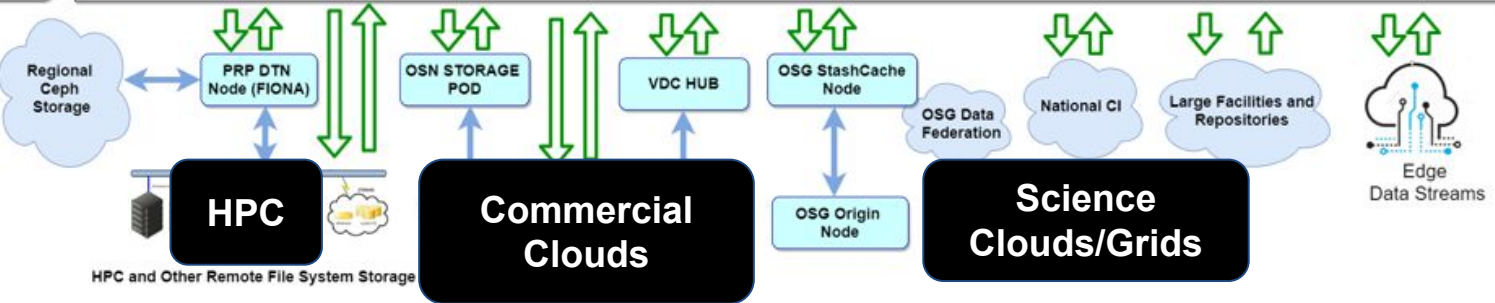 Regional
Ceph
Storage
PRP DTN
Node (FIONA)
OSN STORAGE
POD
VDC HUB
OSG StashCache
Node
OSG Data
Federation
National CI
Large Facilities and
Repositories
Edge
Data Streams
HPC
Commercial
Clouds
OSG Origin
Node
Science
Clouds/Grids
HPC and Other Remote File System Storage